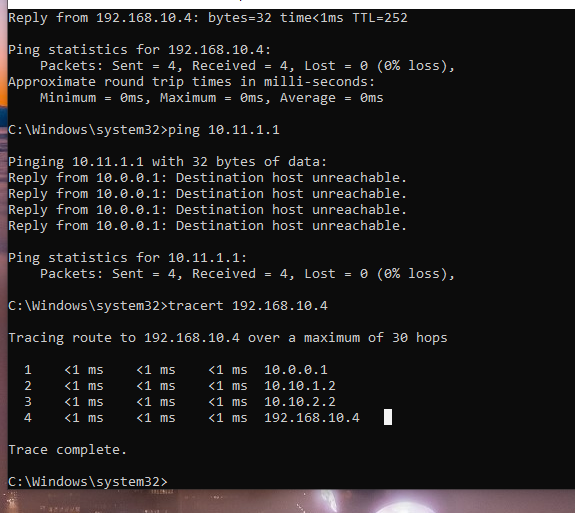 Reply from 192.168.10.4: bytes=32 time<1ms TTL=252
Ping statistics for 192.168.10.4:
    Packets: Sent = 4, Received = 4, Lost = 0 (0% loss),
Approximate round trip times in milli-seconds:
    Minimum = 0ms, Maximum = 0ms, Average = 0ms
C:\Windows\system32>ping 10.11.1.1
Pinging 10.11.1.1 with 32 bytes of data:
Reply from 10.0.0.1: Destination host unreachable.
Reply from 10.0.0.1: Destination host unreachable.
Reply from 10.0.0.1: Destination host unreachable.
Reply from 10.0.0.1: Destination host unreachable.
Ping statistics for 10.11.1.1:
    Packets: Sent = 4, Received = 4, Lost = 0 (0% loss),
C:\Windows\system32>tracert 192.168.10.4
Tracing route to 192.168.10.4 over a maximum of 30 hops
  1    <1 ms    <1 ms    <1 ms  10.0.0.1
  2    <1 ms    <1 ms    <1 ms  10.10.1.2
  3    <1 ms    <1 ms    <1 ms  10.10.2.2
  4    <1 ms    <1 ms    <1 ms  192.168.10.4
Trace complete.
C:\Windows\system32>